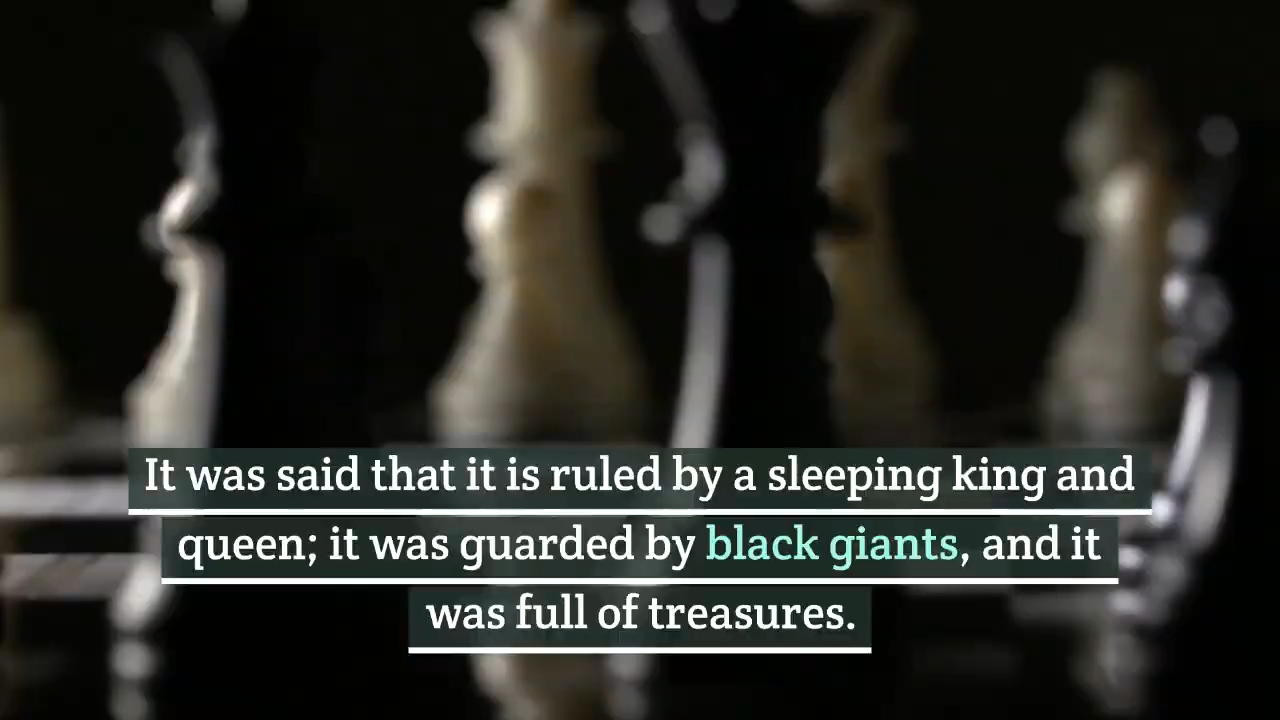 It was said that it is ruled by a sleeping king and
queen; it was guarded by black giants, and it
was full of treasures.